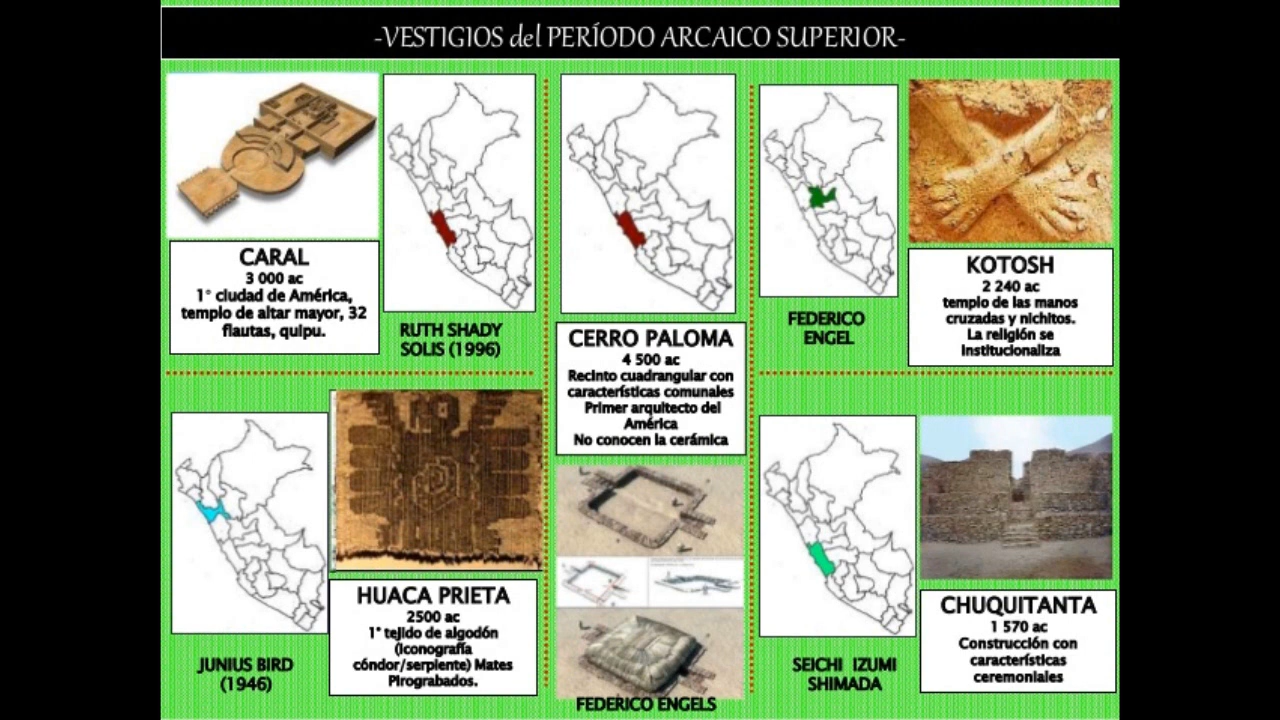 -VESTIGIOS del PERÍODO ARCAICO SUPERIOR-
CARAL
3 000 ac
1° ciudad de América,
templo de altar mayor, 32
flautas, quipu.
RUTH SHADY
SOLIS (1996)
CERRO PALOMA
4 500 ac
Recinto cuadrangular con
características comunales
Primer arquitecto del
América
No conocen la cerámica
FEDERICO ENGELS
FEDERICO
ENGEL
KOTOSH
2 240 ac
templo de las manos
cruzadas y nichitos.
La religión se
institucionaliza
JUNIUS BIRD
(1946)
HUACA PRIETA
2500 ac
1° tejido de algodón
(iconografía
cóndor/serpiente) Mates
Pirograbados.
SEICHI IZUMI
SHIMADA
CHUQUITANTA
1 570 ac
Construcción con
características
ceremoniales